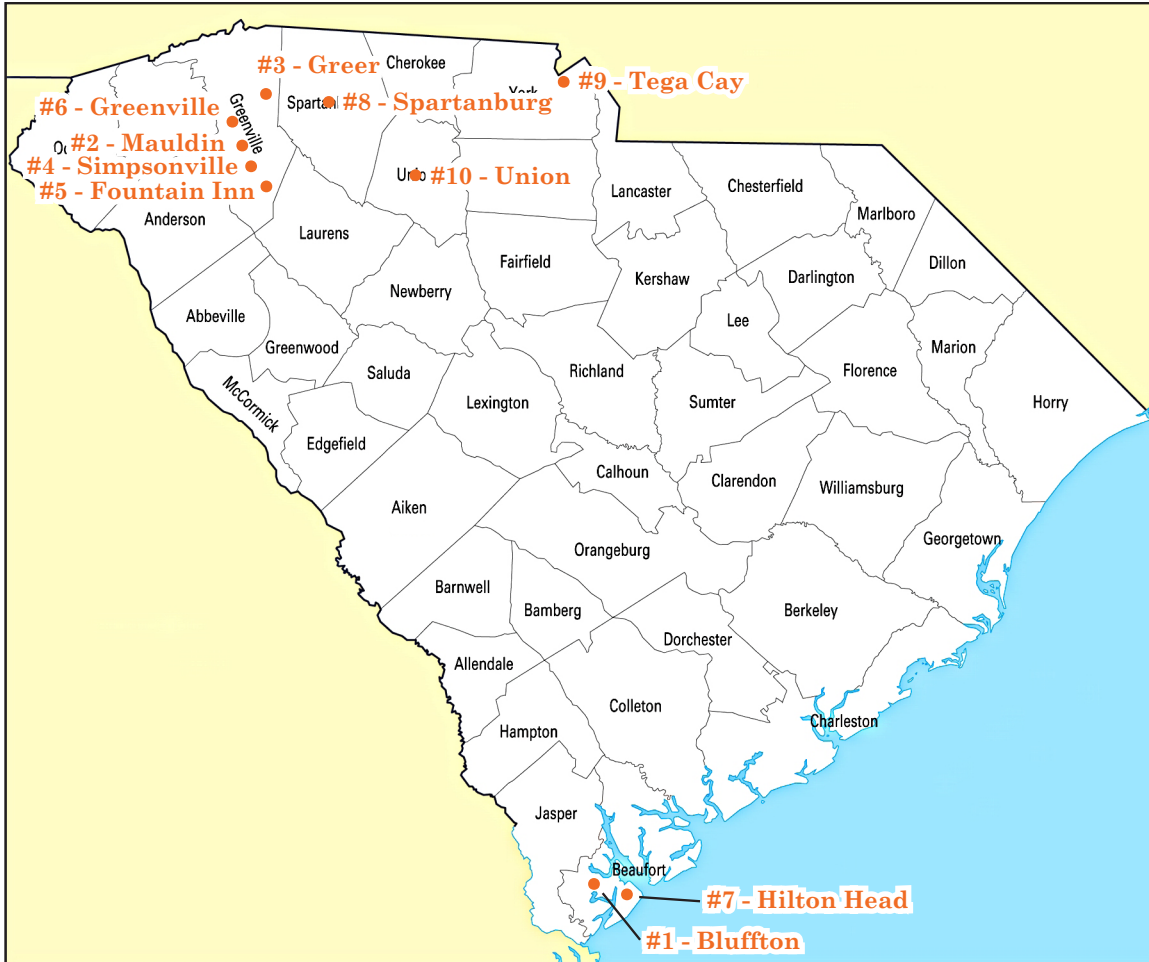 Cherokee
#3 - Greer
#9 - Tega Cay
#8 - Spartanburg
#6 - Greenville
Greenville
#2 - Mauldin
#4 - Simpsonville
#10 - Union
#5 - Fountain Inn
Chesterfield
Lancaster
Marlboro
Anderson
Laurens
Fairfield
Dillon
Kershaw
Darlington
Newberry
Abbeville
Lee
Greenwood
Marion
Saluda
Richland
Florence
McCormick
Lexington
Sumter
Horry
Edgefield
Calhoun
Clarendon
Williamsburg
Aiken
Georgetown
Orangeburg
Barnwell
Bamberg
Berkeley
Dorchester
Allendale
Colleton
Charleston
Hampton
Jasper
Beaufort
#7 - Hilton Head
#1 - Bluffton